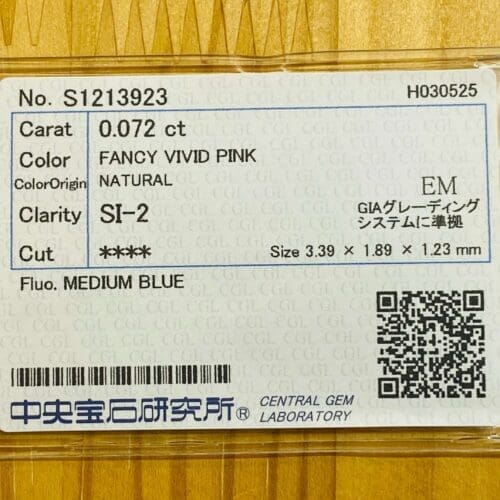 No. S1213923 H030525
Carat 0.072 ct
Color FANCY VIVID PINK
ColorOrigin NATURAL
EM
Clarity SI-2
GIAグレーディング
システムに準拠
Cut ****
Size 3.39 × 1.89 × 1.23 mm
Fluo. MEDIUM BLUE
中央宝石研究所®
CENTRAL GEM
LABORATORY